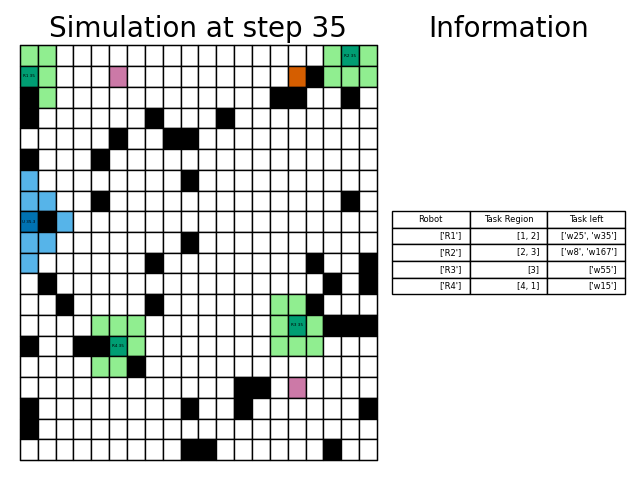 Simulation at step 35
Information
Robot Task Region Task left
['R1'] [1, 2] ['w25', 'w35']
['R2'] [2, 3] ['w8', 'w167']
['R3'] [3] ['w55']
['R4'] [4, 1] ['w15']